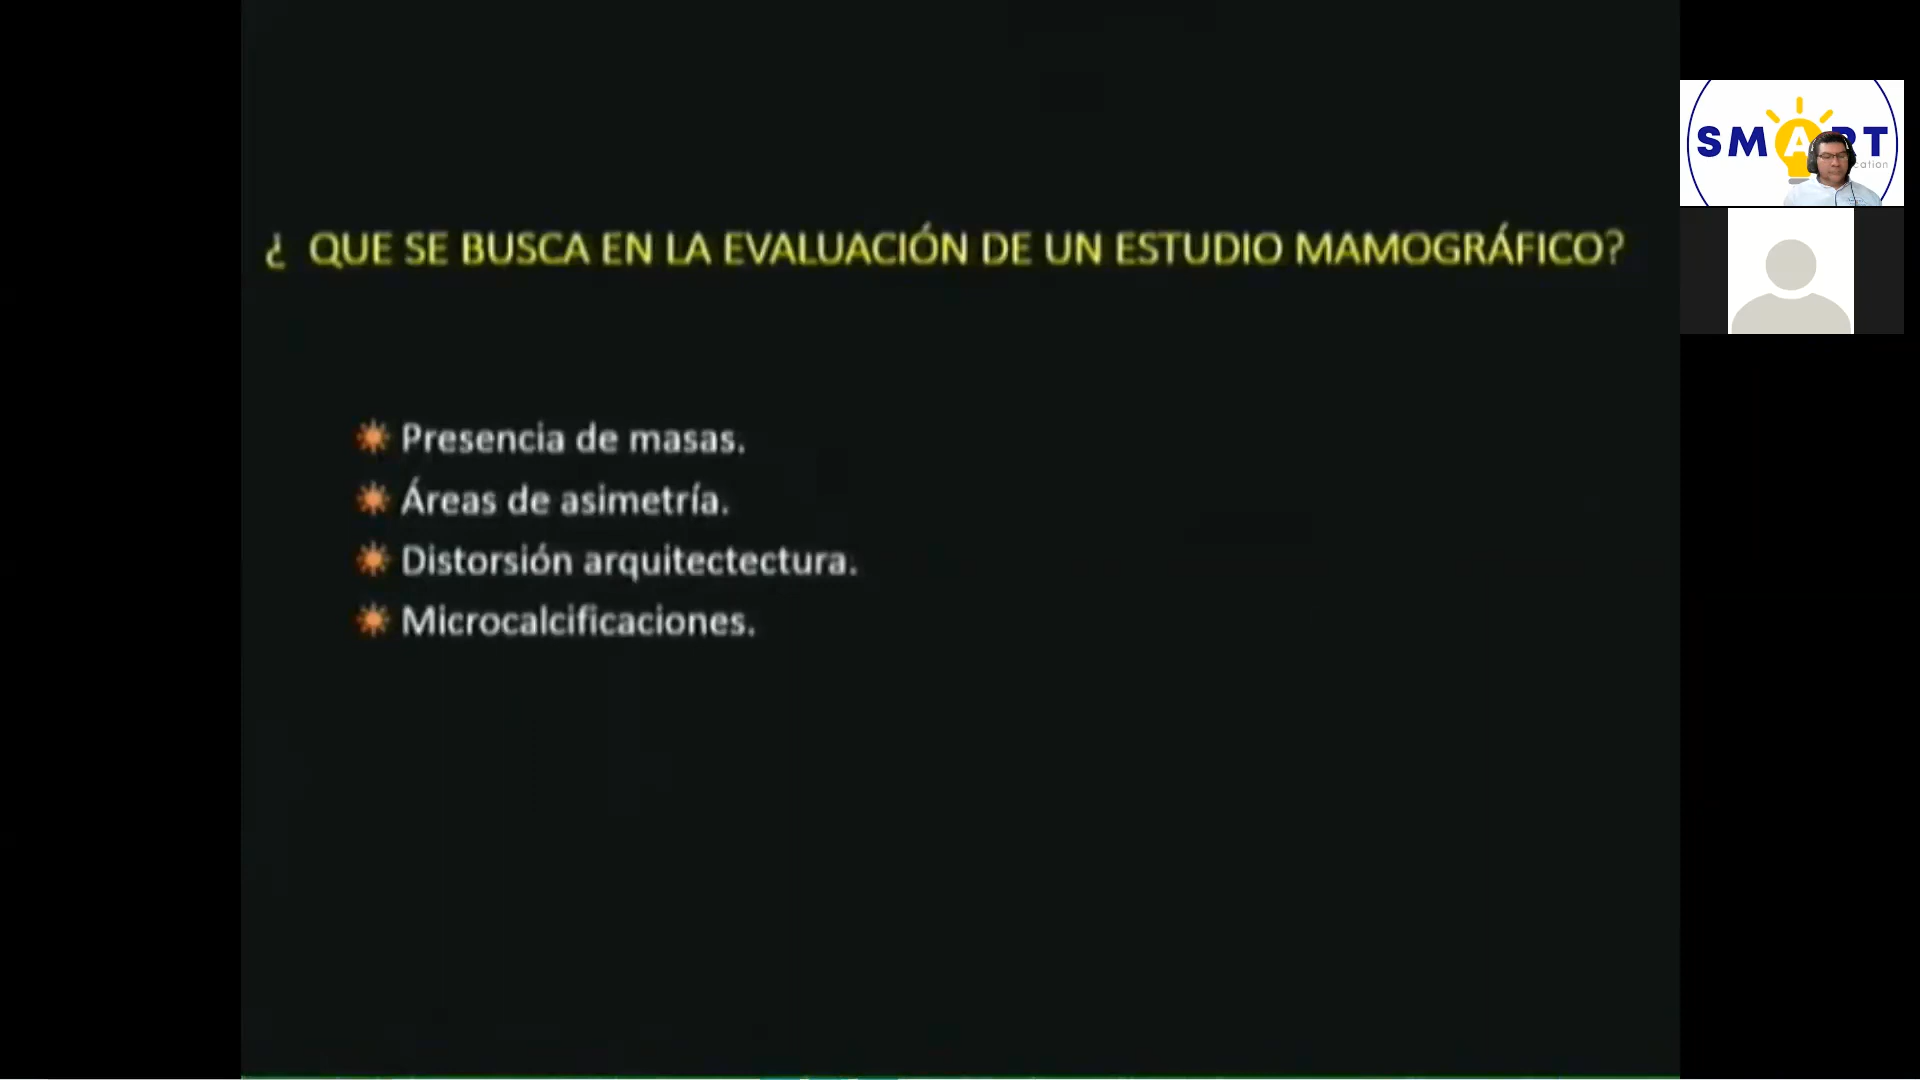 ¿ QUE SE BUSCA EN LA EVALUACIÓN DE UN ESTUDIO MAMOGRÁFICO?
Presencia de masas.
Áreas de asimetría.
Distorsión arquitectectura.
Microcalcificaciones.